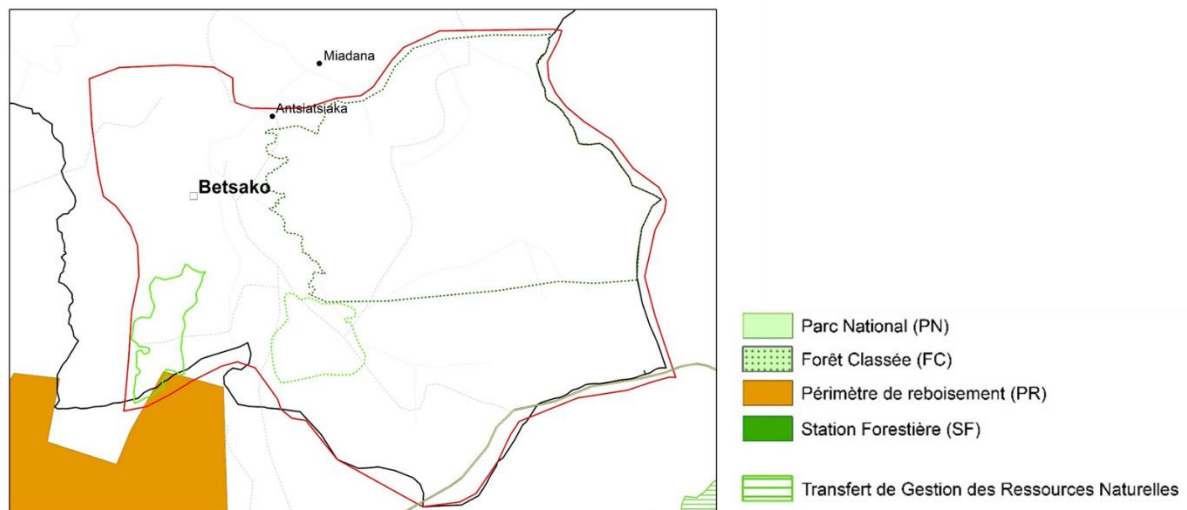 Miadana
Antsiatsiaka
Betsako
Parc National (PN)
Forêt Classée (FC)
Périmètre de reboisement (PR)
Station Forestière (SF)
Transfert de Gestion des Ressources Naturelles